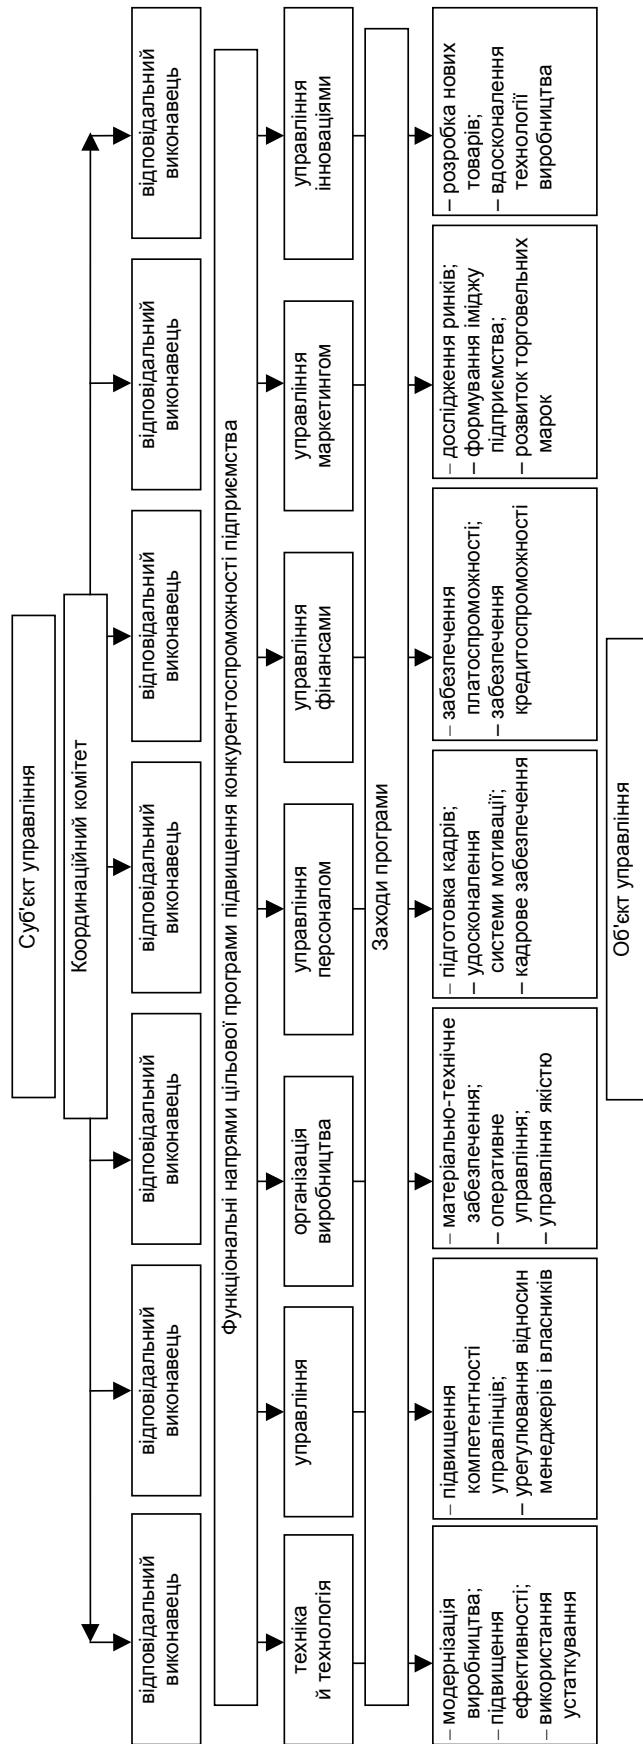 Суб'єкт управління
Координаційний комітет
відповідальний
виконавець
відповідальний
виконавець
відповідальний
виконавець
відповідальний
виконавець
відповідальний
виконавець
відповідальний
виконавець
відповідальний
виконавець
Функціональні напрями цільової програми підвищення конкурентоспроможності підприємства
техніка
й технологія
управління
організація
виробництва
управління
персоналом
управління
фінансами
управління
маркетингом
управління
інноваціями
Заходи програми
– модернізація
виробництва;
– підвищення
ефективності;
– використання
устаткування
– підвищення
компетентності
управлінців;
– урегулювання відносин
менеджерів і власників
– матеріально-технічне
забезпечення;
– оперативне
управління;
– управління якістю
– підготовка кадрів;
– удосконалення
системи мотивації;
– кадрове забезпечення
– забезпечення
платоспроможності;
– забезпечення
кредитоспроможності
– дослідження ринків;
– формування іміджу
підприємства;
– розвиток торговельних
марок
– розробка нових
товарів;
– вдосконалення
технології
виробництва
Об'єкт управління